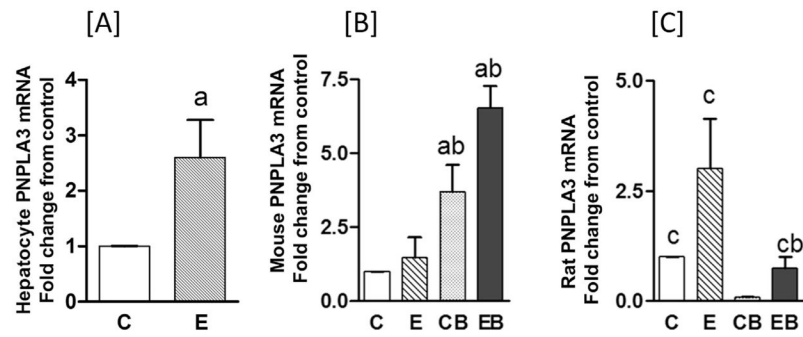 [A]
Hepatocyte PNPLA3 mRNA
Fold change from control
4
3
2
1
0
a
C E
[B]
Mouse PNPLA3 mRNA
Fold change from control
7.5
5.0
2.5
0.0
ab
ab
C E CB EB
[C]
Rat PNPLA3 mRNA
Fold change from control
5.0
2.5
0.0
c
c
cb
C E CB EB